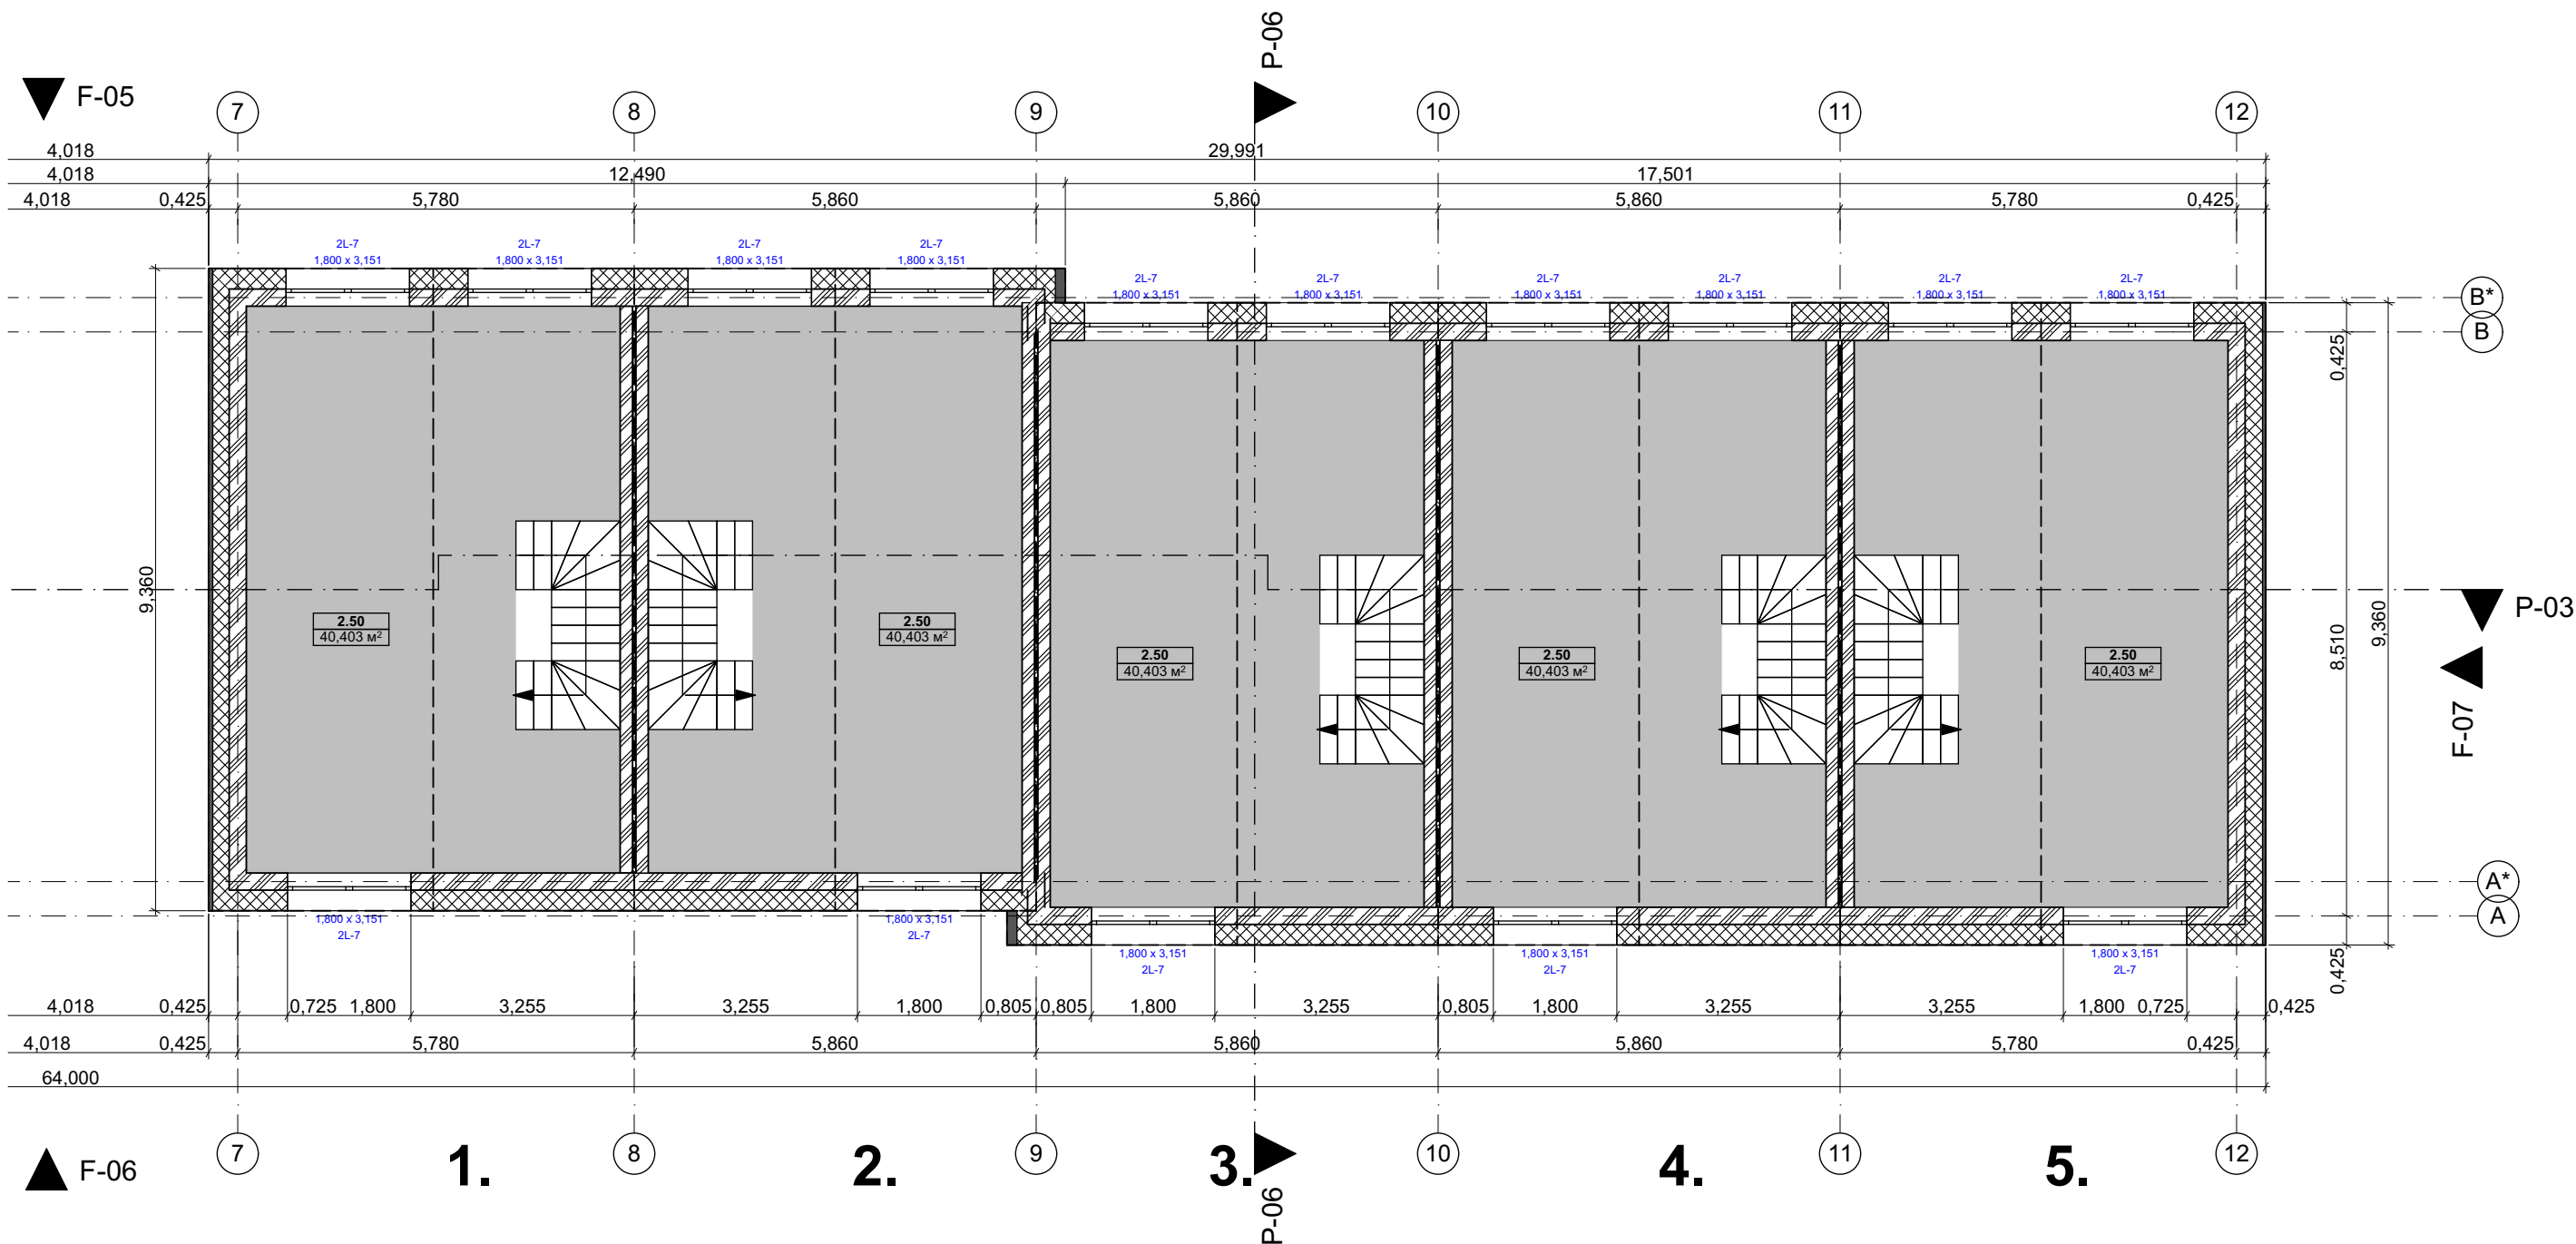 P-06
F-05
7 8 9 10 11 12
4,018 29,991
4,018 12,490 17,501
4,018 0,425 5,780 5,860 5,860 5,860 5,780 0,425
2L-7 2L-7 2L-7 2L-7
1,800 x 3,151 1,800 x 3,151 1,800 x 3,151 1,800 x 3,151
2L-7 2L-7 2L-7 2L-7 2L-7 2L-7
1,800 x 3,151 1,800 x 3,151 1,800 x 3,151 1,800 x 3,151 1,800 x 3,151 1,800 x 3,151
B*
B
0,425
9,360
2.50 2.50
40,403 м² 40,403 м²
2.50 2.50 2.50
40,403 м² 40,403 м² 40,403 м²
P-03
8,510
9,360
F-07
A*
A
0,425
1,800 x 3,151 1,800 x 3,151
2L-7 2L-7
1,800 x 3,151 1,800 x 3,151 1,800 x 3,151
2L-7 2L-7 2L-7
4,018 0,425 0,725 1,800 3,255 3,255 1,800 0,805 0,805 1,800 3,255 0,805 1,800 3,255 3,255 1,800 0,725 0,425
4,018 0,425 5,780 5,860 5,860 5,860 5,780 0,425
64,000
7 8 9 10 11 12
F-06
1. 2. 3. 4. 5.
P-06